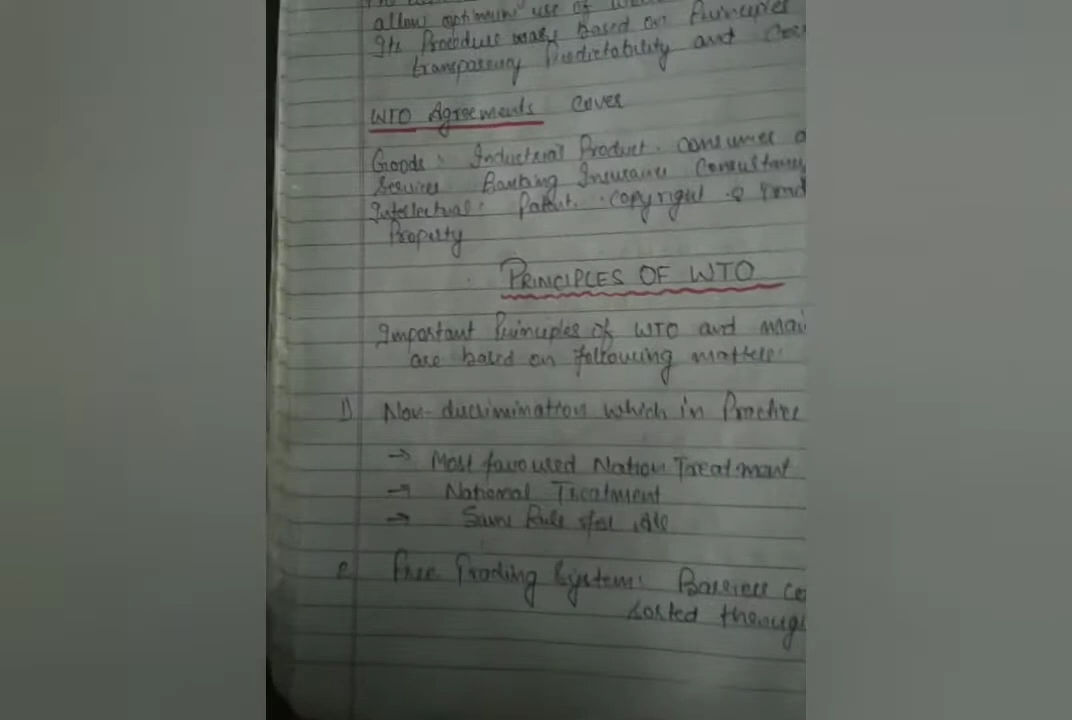 allow optimum use of
Its Procedure was based on Principles
transparency Predictability and
WTO Agreements cover
Goods: Industrial Product. consumer
Services Banking Insurance Consultancy
Intellectual: Patent. Copyright &
Property
PRINCIPLES OF WTO
Important Principles of WTO and
are based on following matters:
1) Non-discrimination which in Practice
→ Most favoured Nation Treatment
→ National Treatment
→ Same Rule for All
2 Free Trading System: Barriers
sorted through